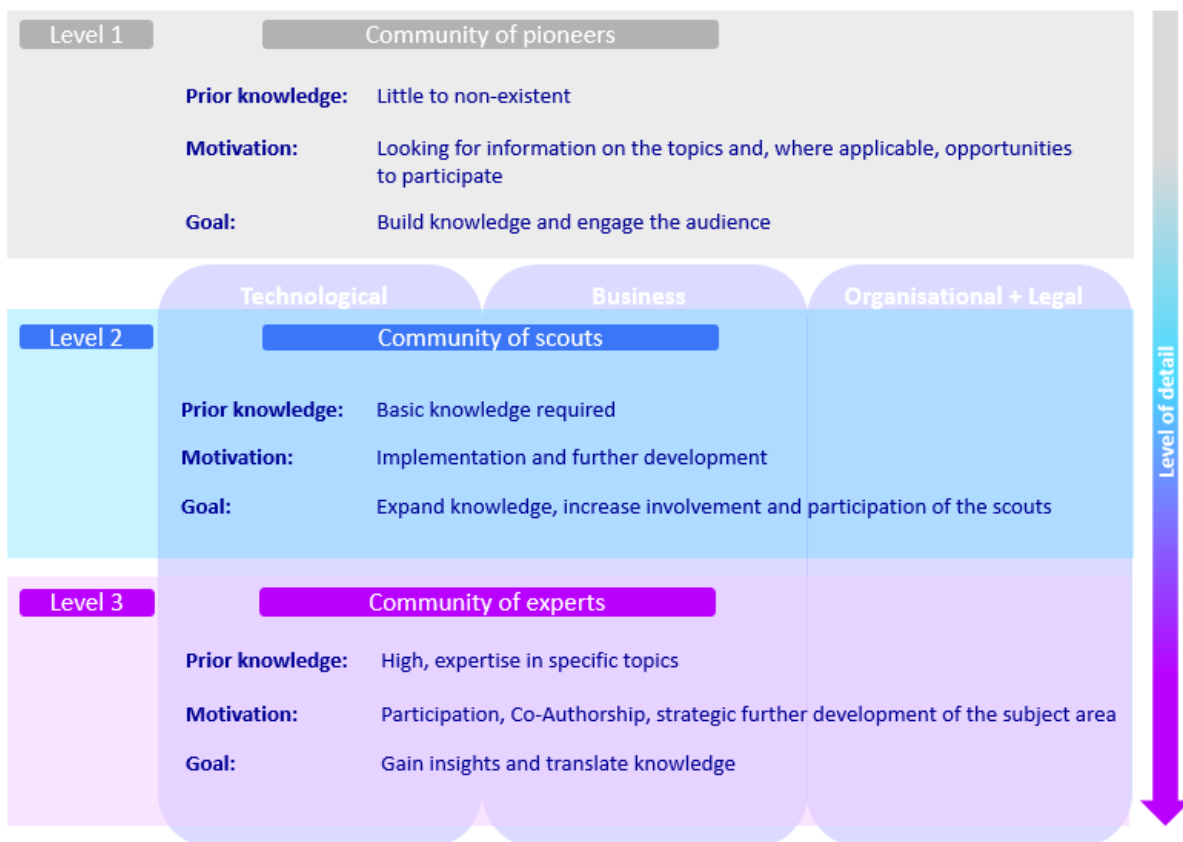 Level 1
Community of pioneers
Prior knowledge: Little to non-existent
Motivation: Looking for information on the topics and, where applicable, opportunities
to participate
Goal: Build knowledge and engage the audience
Technological Business Organisational + Legal
Level 2
Community of scouts
Prior knowledge: Basic knowledge required
Motivation: Implementation and further development
Goal: Expand knowledge, increase involvement and participation of the scouts
Level 3
Community of experts
Prior knowledge: High, expertise in specific topics
Motivation: Participation, Co-Authorship, strategic further development of the subject area
Goal: Gain insights and translate knowledge
Level of detail